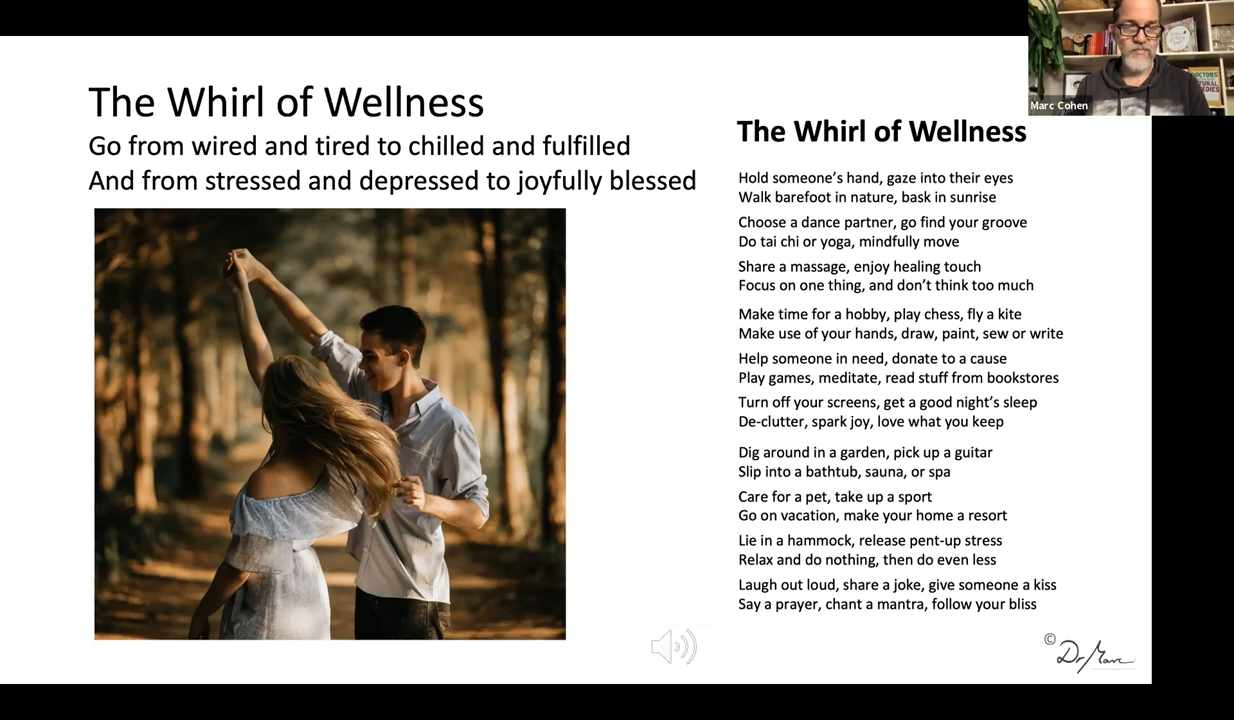 The Whirl of Wellness
Go from wired and tired to chilled and fulfilled
And from stressed and depressed to joyfully blessed
Marc Cohen
DOCTORS
The Whirl of Wellness
Hold someone’s hand, gaze into their eyes
Walk barefoot in nature, bask in sunrise
Choose a dance partner, go find your groove
Do tai chi or yoga, mindfully move
Share a massage, enjoy healing touch
Focus on one thing, and don’t think too much
Make time for a hobby, play chess, fly a kite
Make use of your hands, draw, paint, sew or write
Help someone in need, donate to a cause
Play games, meditate, read stuff from bookstores
Turn off your screens, get a good night’s sleep
De-clutter, spark joy, love what you keep
Dig around in a garden, pick up a guitar
Slip into a bathtub, sauna, or spa
Care for a pet, take up a sport
Go on vacation, make your home a resort
Lie in a hammock, release pent-up stress
Relax and do nothing, then do even less
Laugh out loud, share a joke, give someone a kiss
Say a prayer, chant a mantra, follow your bliss
© Dr Marc